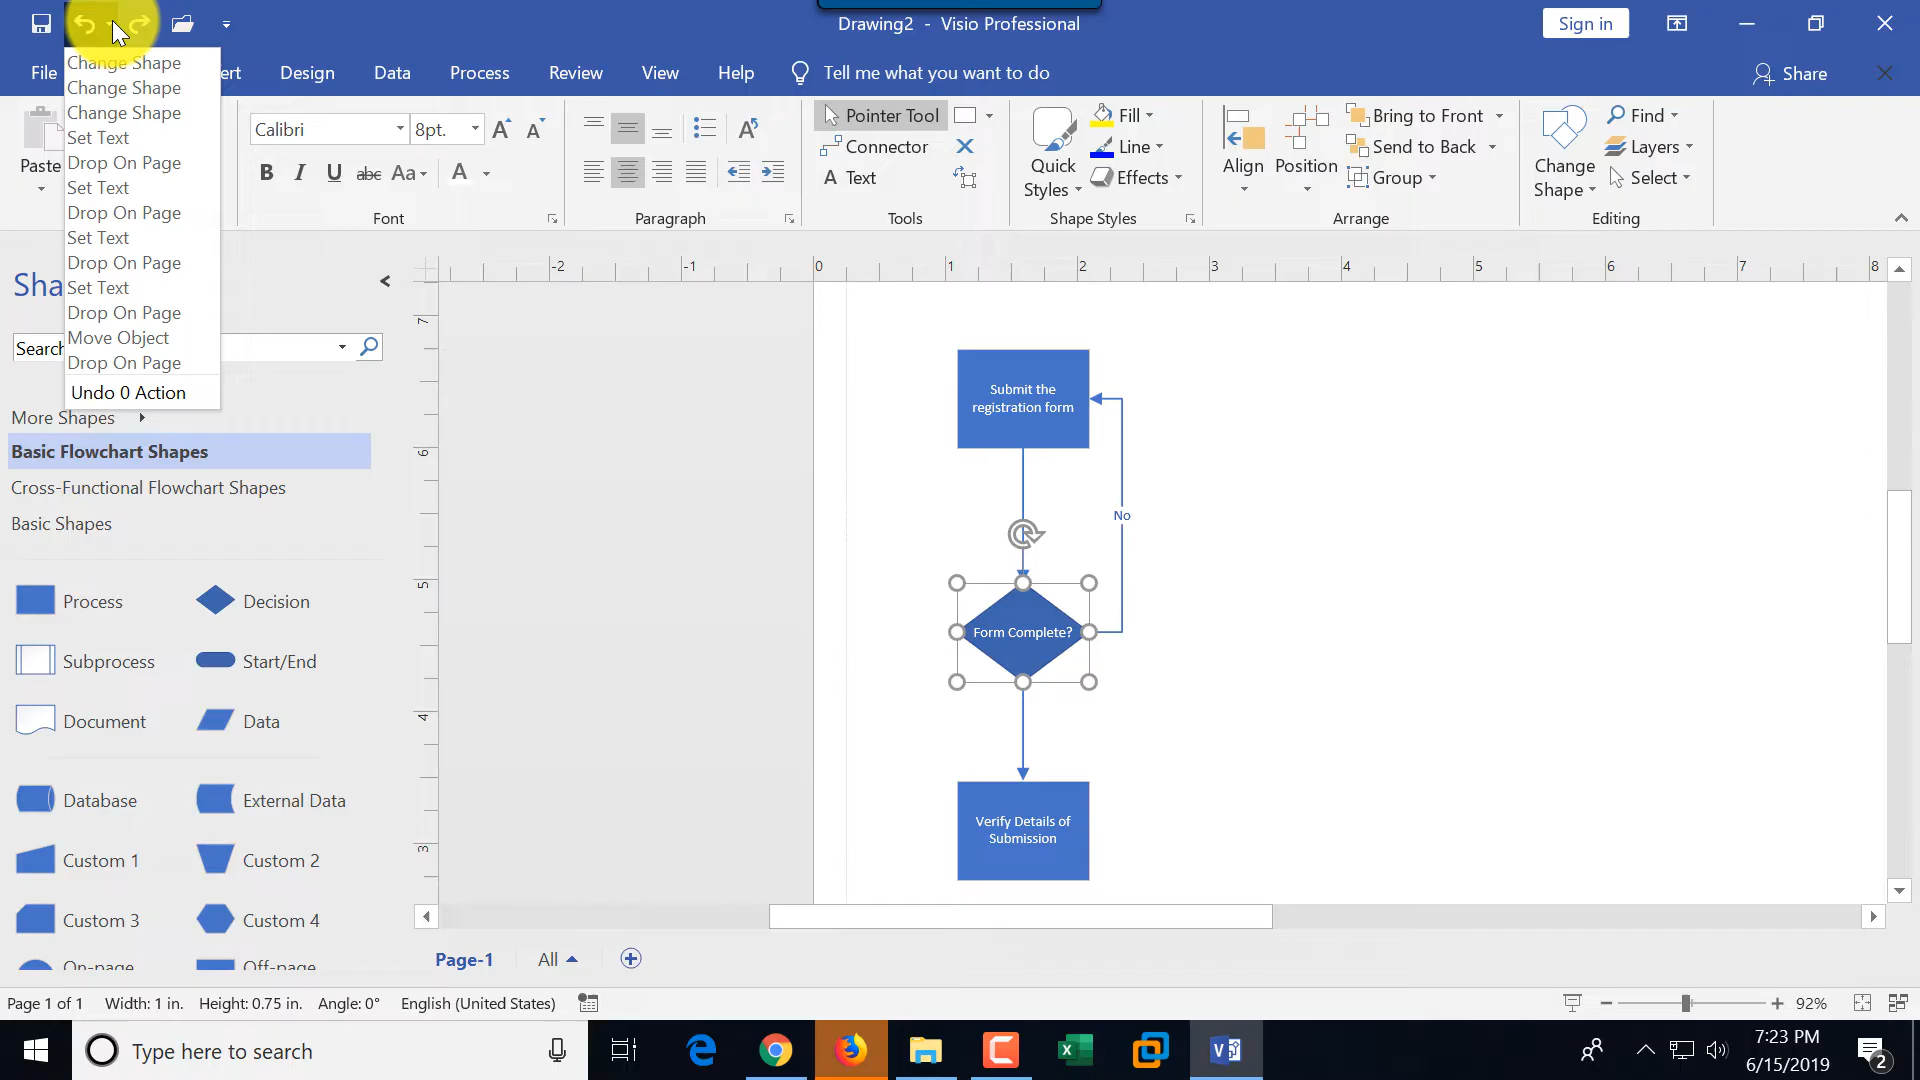 Drawing2 - Visio Professional
Sign in
File
ert
Design
Data
Process
Review
View
Help
Tell me what you want to do
Share
Change Shape
Change Shape
Change Shape
Set Text
Drop On Page
Set Text
Drop On Page
Set Text
Drop On Page
Set Text
Drop On Page
Move Object
Drop On Page
Undo 0 Action
Paste
Calibri
8pt.
B I U abc Aa A
Font
Paragraph
Pointer Tool
Connector
A Text
Tools
Quick
Styles
Fill
Line
Effects
Shape Styles
Align
Position
Bring to Front
Send to Back
Group
Arrange
Change
Shape
Find
Layers
Select
Editing
Sha
Search
More Shapes
Basic Flowchart Shapes
Cross-Functional Flowchart Shapes
Basic Shapes
Process
Decision
Subprocess
Start/End
Document
Data
Database
External Data
Custom 1
Custom 2
Custom 3
Custom 4
On-page
Off-page
-2 -1 0 1 2 3 4 5 6 7 8
7
6
5
4
3
Submit the
registration form
No
Form Complete?
Verify Details of
Submission
Page-1
All
Page 1 of 1
Width: 1 in.
Height: 0.75 in.
Angle: 0°
English (United States)
92%
Type here to search
7:23 PM
6/15/2019
2